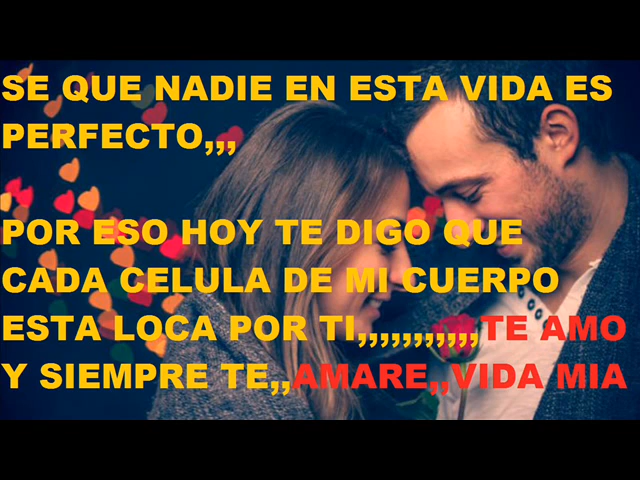 SE QUE NADIE EN ESTA VIDA ES
PERFECTO,,,
POR ESO HOY TE DIGO QUE
CADA CELULA DE MI CUERPO
ESTA LOCA POR TI,,,,,,,,,,,TE AMO
Y SIEMPRE TE,,AMARE,,VIDA MIA